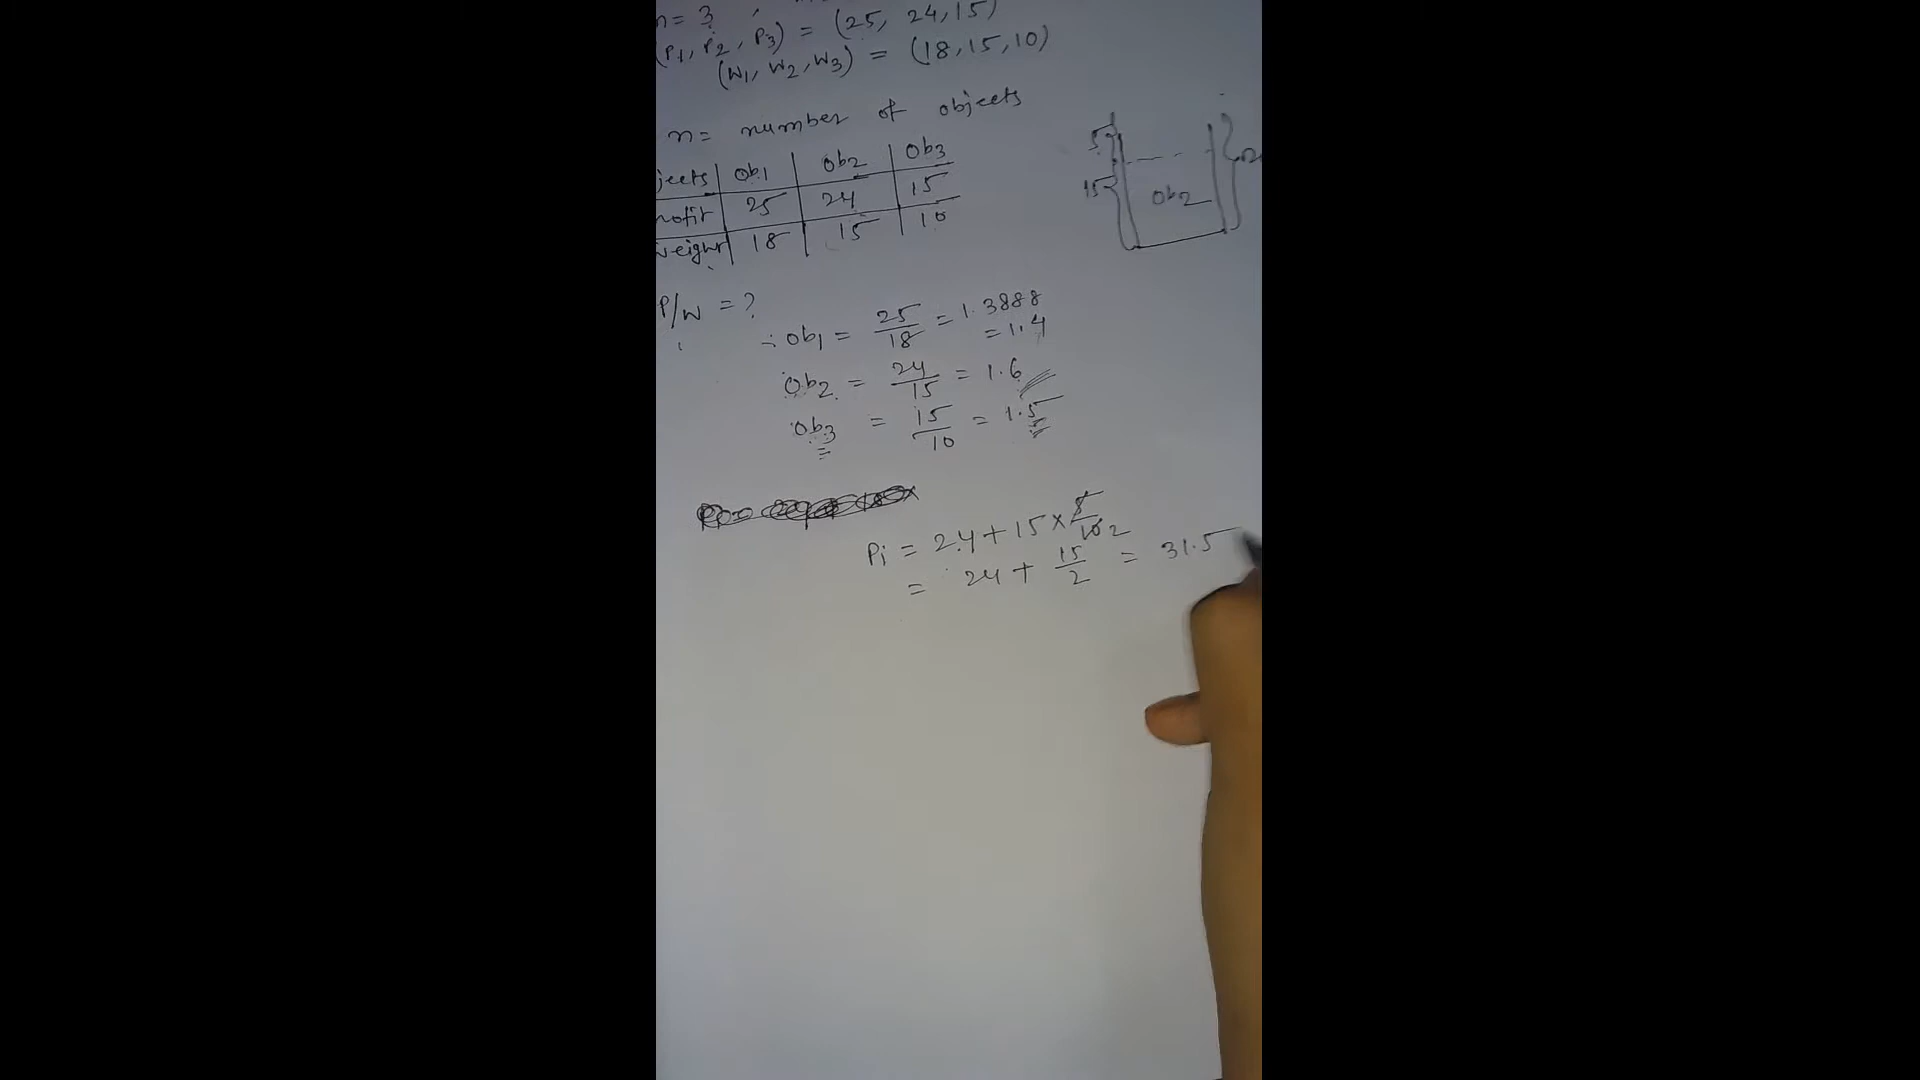 n= 3 ,
(P1, P2, P3) = (25, 24, 15)
(W1, W2, W3) = (18, 15, 10)
n= number of objects
jects | Ob1 | Ob2 | Ob3
rofit | 25 | 24 | 15
weight | 18 | 15 | 10
5
15
Ob2
P/W = ?
Ob1 = 25/18 = 1.3888
= 1.4
Ob2 = 24/15 = 1.6
Ob3 = 15/10 = 1.5
Pi = 24 + 15 × 5/10 2
= 24 + 15/2 = 31.5